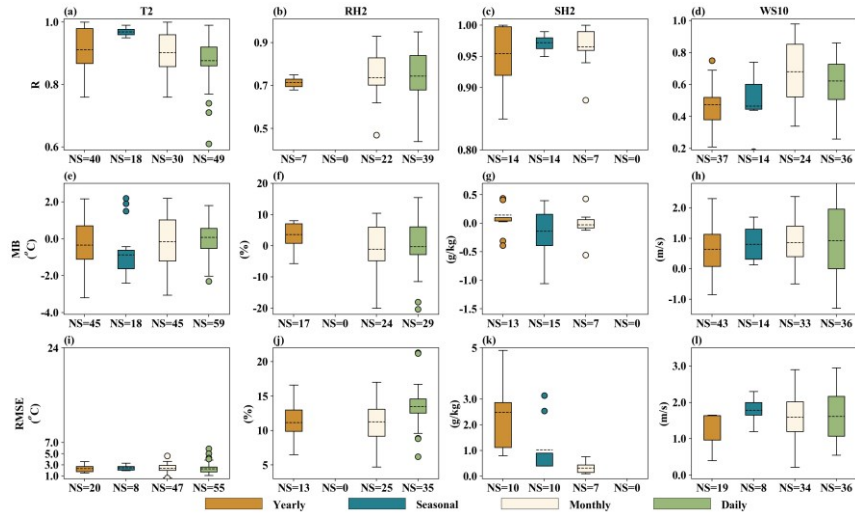 (a) T2 (b) RH2 (c) SH2 (d) WS10
R
1.0 0.8 0.6
0.9 0.7 0.5
1.00 0.95 0.90 0.80
1.0 0.8 0.6 0.4 0.2
NS=40 NS=18 NS=30 NS=49
NS=7 NS=0 NS=22 NS=39
NS=14 NS=14 NS=7 NS=0
NS=37 NS=14 NS=24 NS=36
(e) (f) (g) (h)
MB
(°C)
2.0 0.0 -2.0 -4.0
(%)
20 10 0 -10 -20
(g/kg)
0.5 0.0 -0.5 -1.0 -1.5
(m/s)
2.0 1.0 0.0 -1.0
NS=45 NS=18 NS=45 NS=59
NS=17 NS=0 NS=24 NS=29
NS=13 NS=15 NS=7 NS=0
NS=43 NS=14 NS=33 NS=36
(i) (j) (k) (l)
RMSE
(°C)
24 7.0 5.0 3.0 1.0
(%)
20 15 10 5
(g/kg)
5 3.0 2.0 1.0 0.0
(m/s)
3.0 2.0 1.0 0.0
NS=20 NS=8 NS=47 NS=55
NS=13 NS=0 NS=25 NS=35
NS=10 NS=10 NS=7 NS=0
NS=19 NS=8 NS=34 NS=36
Yearly Seasonal Monthly Daily